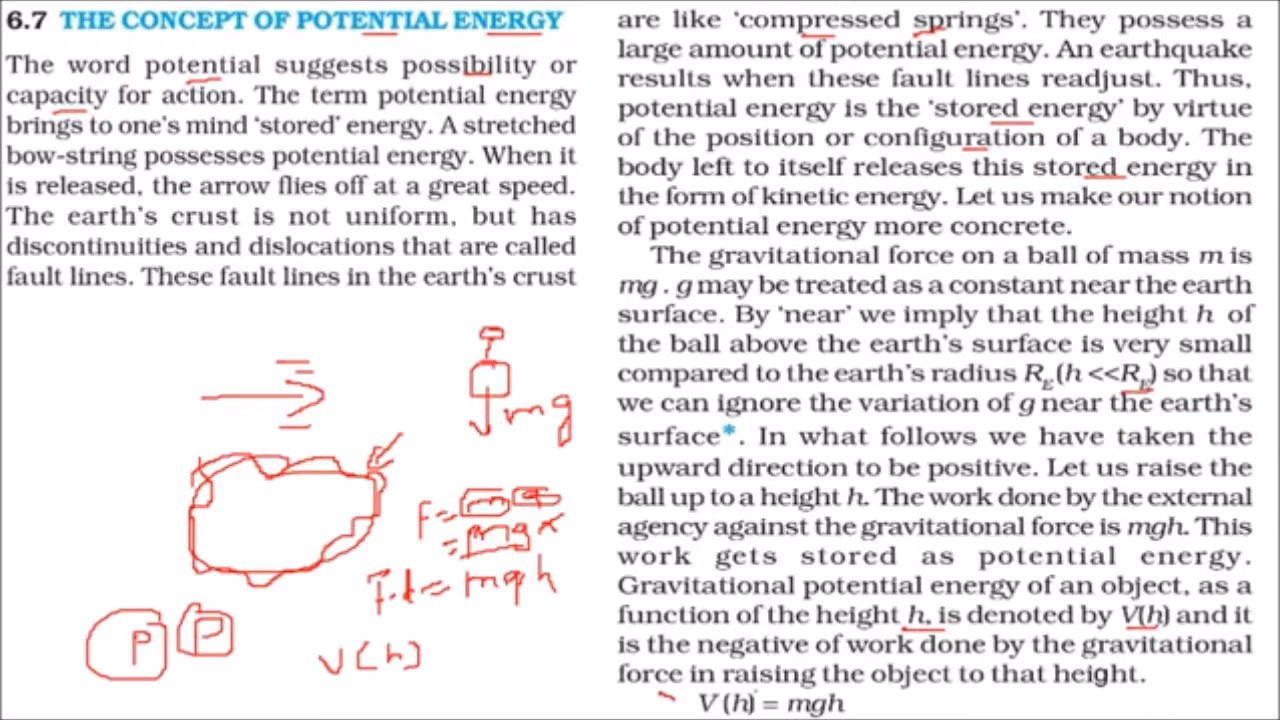 6.7 THE CONCEPT OF POTENTIAL ENERGY
The word potential suggests possibility or
capacity for action. The term potential energy
brings to one's mind 'stored' energy. A stretched
bow-string possesses potential energy. When it
is released, the arrow flies off at a great speed.
The earth's crust is not uniform, but has
discontinuities and dislocations that are called
fault lines. These fault lines in the earth's crust
are like 'compressed springs'. They possess a
large amount of potential energy. An earthquake
results when these fault lines readjust. Thus,
potential energy is the 'stored energy' by virtue
of the position or configuration of a body. The
body left to itself releases this stored energy in
the form of kinetic energy. Let us make our notion
of potential energy more concrete.
The gravitational force on a ball of mass m is
mg . g may be treated as a constant near the earth
surface. By 'near' we imply that the height h of
the ball above the earth's surface is very small
compared to the earth's radius R_E (h <<R_E) so that
we can ignore the variation of g near the earth's
surface*. In what follows we have taken the
upward direction to be positive. Let us raise the
ball up to a height h. The work done by the external
agency against the gravitational force is mgh. This
work gets stored as potential energy.
Gravitational potential energy of an object, as a
function of the height h, is denoted by V(h) and it
is the negative of work done by the gravitational
force in raising the object to that height.
V (h) = mgh
mg
F =
= mg
F.d = mgh
P P
V(h)